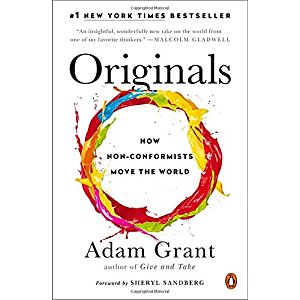 #1 NEW YORK TIMES BESTSELLER
"An insightful, wonderfully new take on the world from
one of my favorite thinkers." —MALCOLM GLADWELL
Originals
HOW
NON-CONFORMISTS
MOVE THE WORLD
Adam Grant
author of Give and Take
Foreword by SHERYL SANDBERG